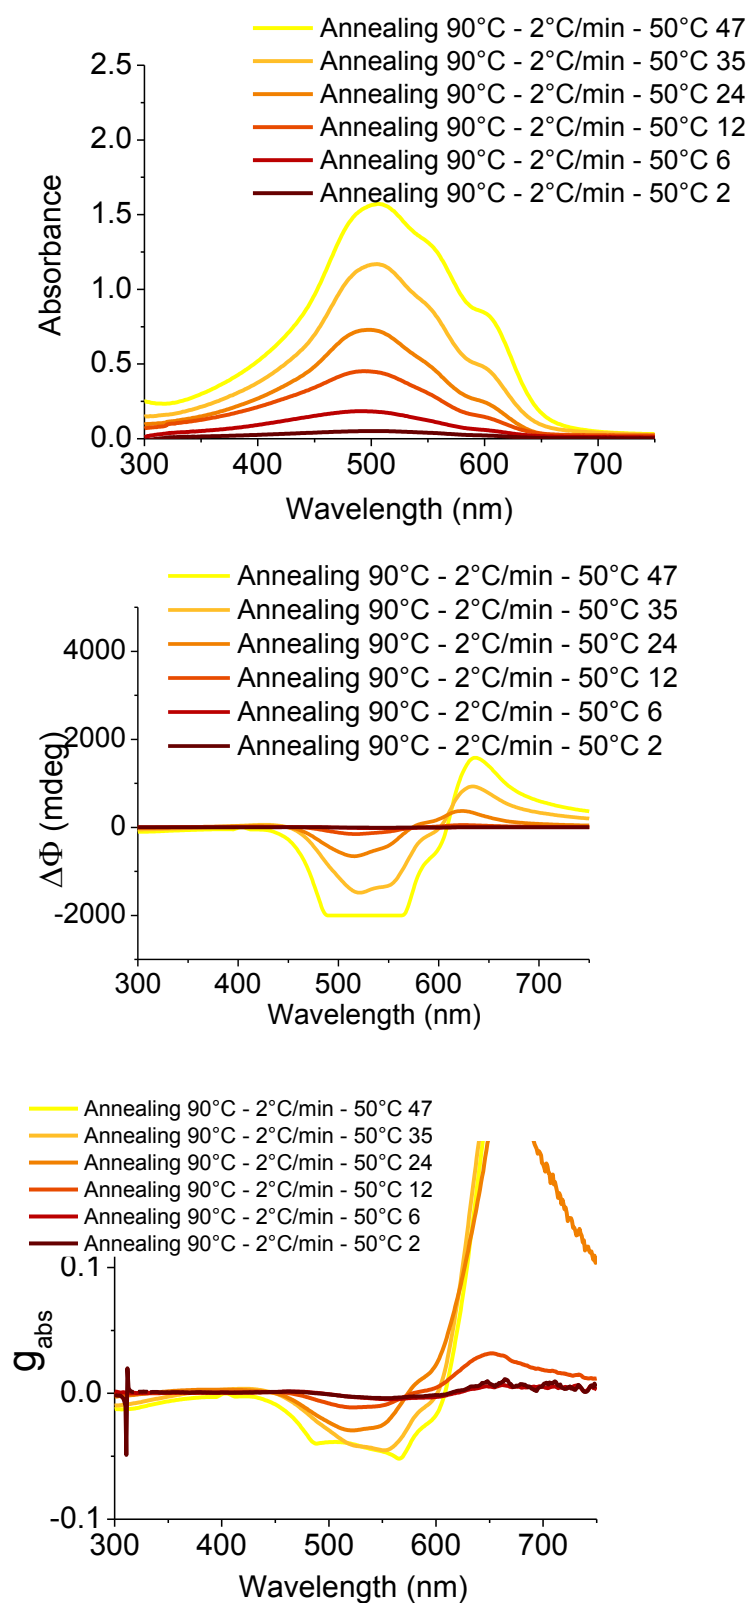 Annealing 90°C - 2°C/min - 50°C 47
Annealing 90°C - 2°C/min - 50°C 35
Annealing 90°C - 2°C/min - 50°C 24
Annealing 90°C - 2°C/min - 50°C 12
Annealing 90°C - 2°C/min - 50°C 6
Annealing 90°C - 2°C/min - 50°C 2
2.5
2.0
1.5
1.0
0.5
0.0
Absorbance
300 400 500 600 700
Wavelength (nm)
Annealing 90°C - 2°C/min - 50°C 47
Annealing 90°C - 2°C/min - 50°C 35
Annealing 90°C - 2°C/min - 50°C 24
Annealing 90°C - 2°C/min - 50°C 12
Annealing 90°C - 2°C/min - 50°C 6
Annealing 90°C - 2°C/min - 50°C 2
4000
2000
0
-2000
ΔΦ (mdeg)
300 400 500 600 700
Wavelength (nm)
Annealing 90°C - 2°C/min - 50°C 47
Annealing 90°C - 2°C/min - 50°C 35
Annealing 90°C - 2°C/min - 50°C 24
Annealing 90°C - 2°C/min - 50°C 12
Annealing 90°C - 2°C/min - 50°C 6
Annealing 90°C - 2°C/min - 50°C 2
0.1
0.0
-0.1
gabs
300 400 500 600 700
Wavelength (nm)